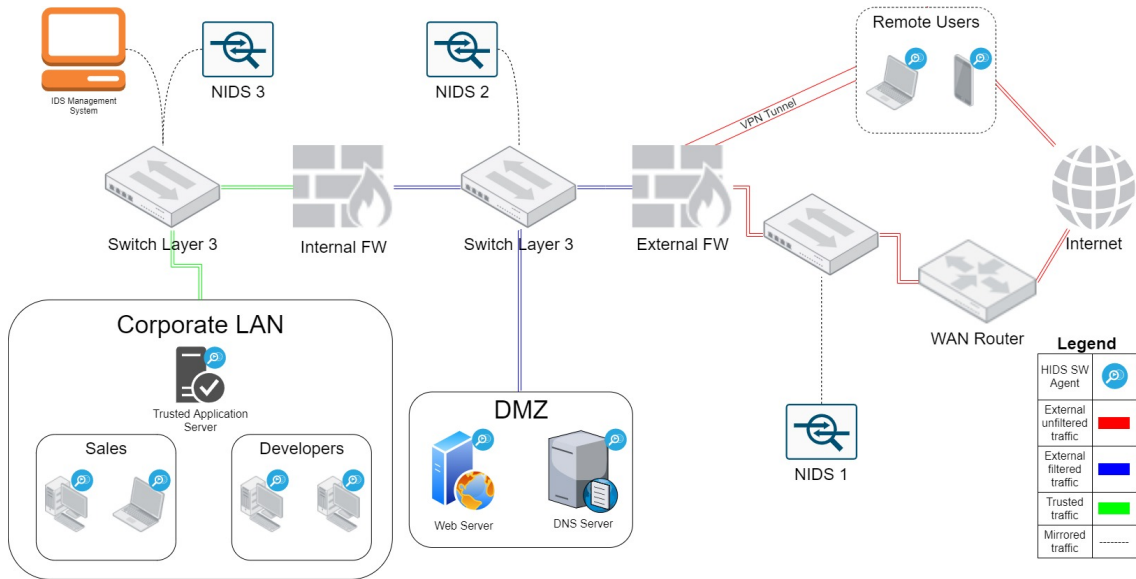 IDS Management
System
NIDS 3
NIDS 2
Remote Users
VPN Tunnel
Switch Layer 3
Internal FW
Switch Layer 3
External FW
Internet
WAN Router
NIDS 1
Corporate LAN
Trusted Application
Server
Sales
Developers
DMZ
Web Server
DNS Server
Legend
HIDS SW
Agent
External
unfiltered
traffic
External
filtered
traffic
Trusted
traffic
Mirrored
traffic